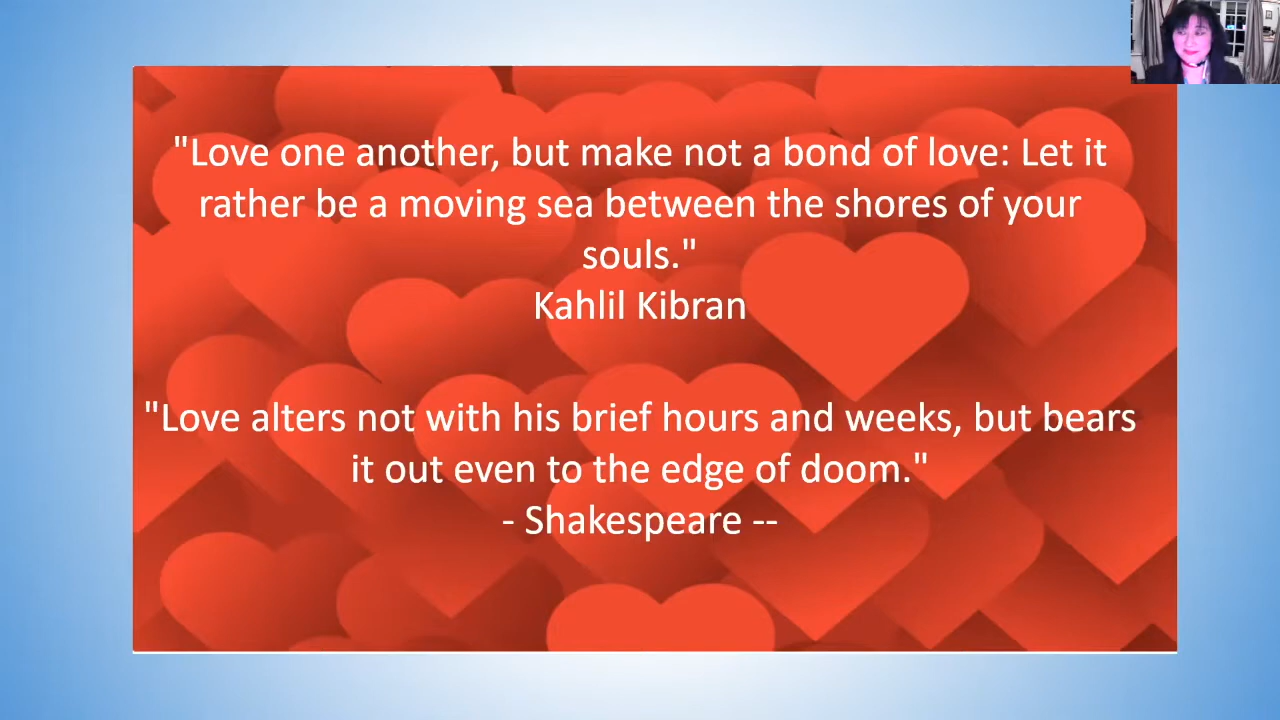 "Love one another, but make not a bond of love: Let it
rather be a moving sea between the shores of your
souls."
Kahlil Kibran
"Love alters not with his brief hours and weeks, but bears
it out even to the edge of doom."
- Shakespeare --